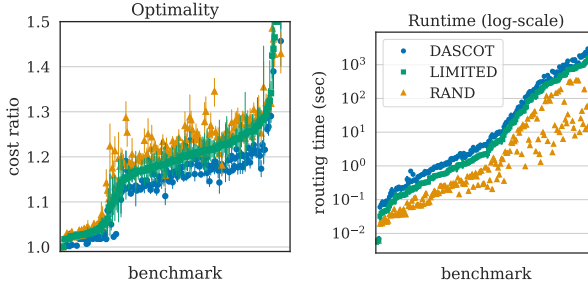 Optimality
cost ratio
1.5
1.4
1.3
1.2
1.1
1.0
benchmark
Runtime (log-scale)
routing time (sec)
10³
10²
10¹
10⁰
10⁻¹
10⁻²
DASCOT
LIMITED
RAND
benchmark